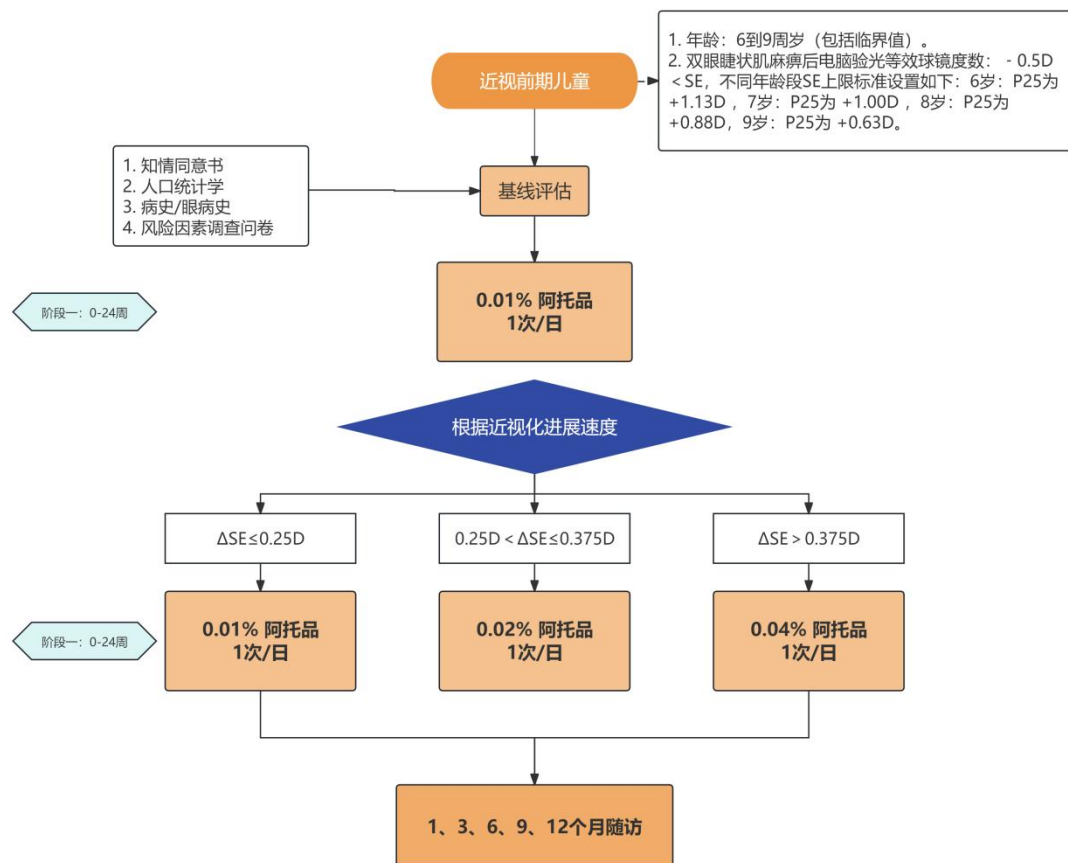 近视前期儿童
1. 年龄：6到9周岁（包括临界值）。
2. 双眼睫状肌麻痹后电脑验光等效球镜度数： - 0.5D
＜SE，不同年龄段SE上限标准设置如下：6岁：P25为
+1.13D ，7岁：P25为 +1.00D ，8岁：P25为
+0.88D，9岁：P25为 +0.63D。
1. 知情同意书
2. 人口统计学
3. 病史/眼病史
4. 风险因素调查问卷
基线评估
阶段一：0-24周
0.01% 阿托品
1次/日
根据近视化进展速度
ΔSE≤0.25D
0.25D＜ΔSE≤0.375D
ΔSE＞0.375D
阶段一：0-24周
0.01% 阿托品
1次/日
0.02% 阿托品
1次/日
0.04% 阿托品
1次/日
1、3、6、9、12个月随访